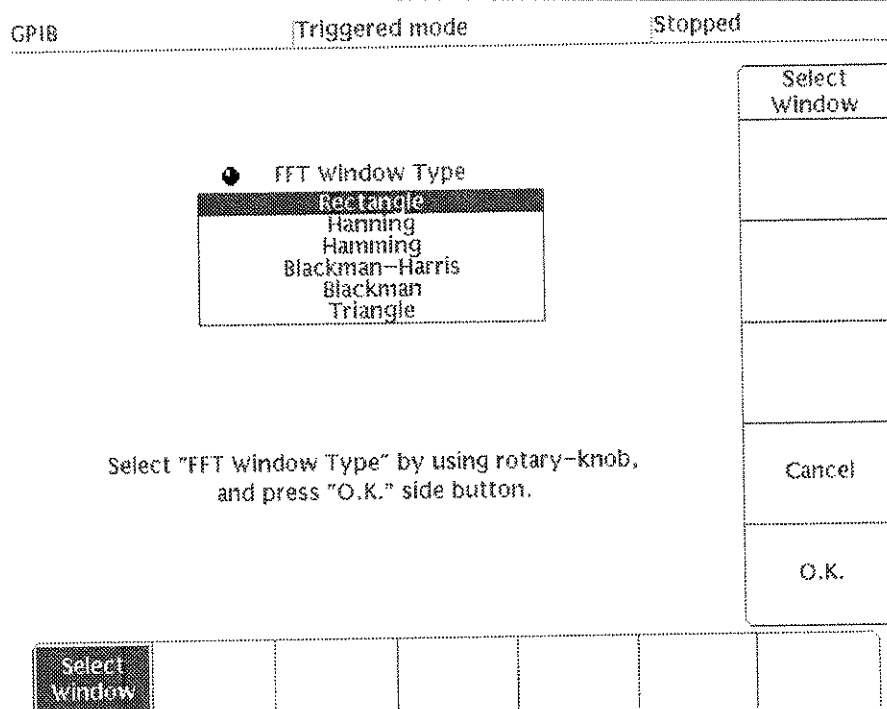 GPIB
Triggered mode
Stopped
Select
Window
FFT Window Type
Rectangle
Hanning
Hamming
Blackman-Harris
Blackman
Triangle
Select "FFT Window Type" by using rotary-knob,
and press "O.K." side button.
Cancel
O.K.
Select
Window